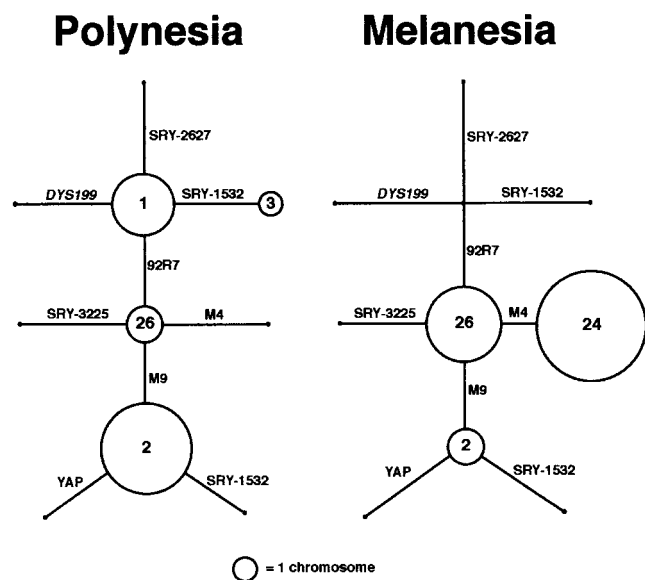 Polynesia
SRY-2627
DYS199
1
SRY-1532
3
92R7
SRY-3225
26
M4
M9
2
YAP
SRY-1532
Melanesia
SRY-2627
DYS199
SRY-1532
92R7
SRY-3225
26
M4
24
M9
2
YAP
SRY-1532
= 1 chromosome